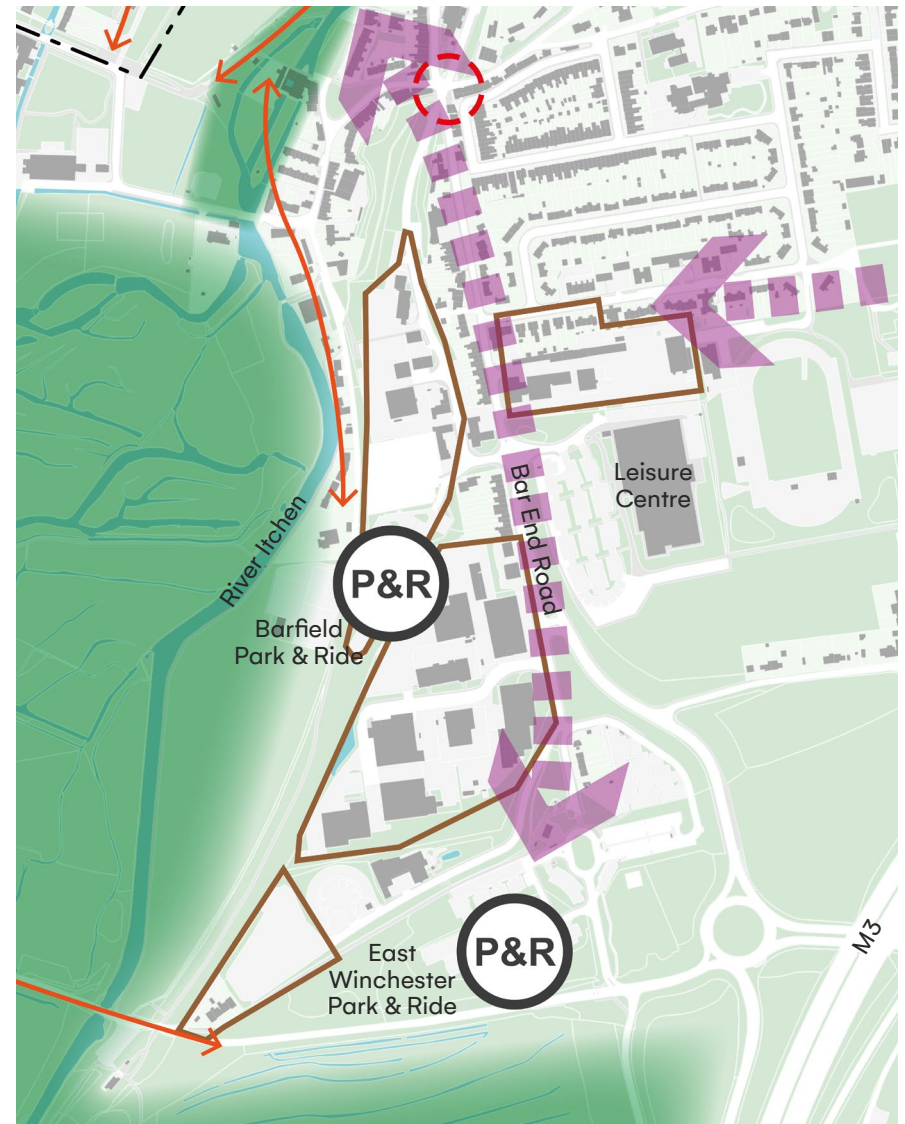 Leisure
Centre
Bar End Road
River Itchen
P&R
Barfield
Park & Ride
M3
P&R
East
Winchester
Park & Ride